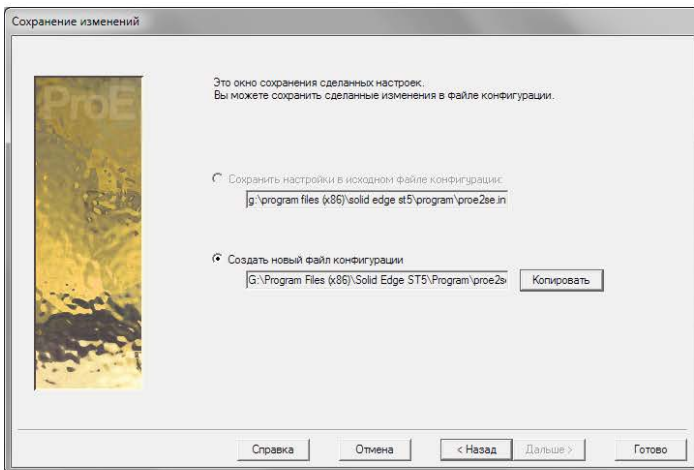 Сохранение изменений
ProE
Это окно сохранения сделанных настроек.
Вы можете сохранить сделанные изменения в файле конфигурации.
Сохранить настройки в исходном файле конфигурации:
g:\program files (x86)\solid edge st5\program\proe2se.in
Создать новый файл конфигурации
G:\Program Files (x86)\Solid Edge ST5\Program\proe2s
Копировать
Справка
Отмена
< Назад
Дальше >
Готово